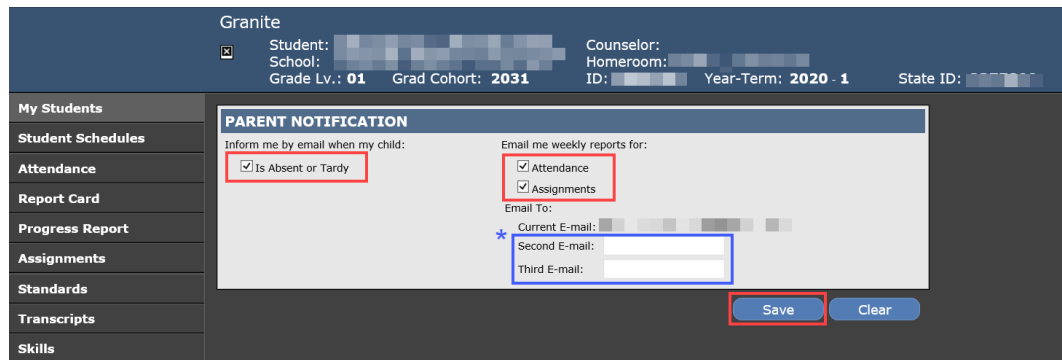 Granite
Student:
School:
Grade Lv.: 01 Grad Cohort: 2031
Counselor:
Homeroom:
ID: Year-Term: 2020 - 1 State ID:
My Students
Student Schedules
Attendance
Report Card
Progress Report
Assignments
Standards
Transcripts
Skills
PARENT NOTIFICATION
Inform me by email when my child:
Is Absent or Tardy
Email me weekly reports for:
Attendance
Assignments
Email To:
Current E-mail:
* Second E-mail:
Third E-mail:
Save Clear